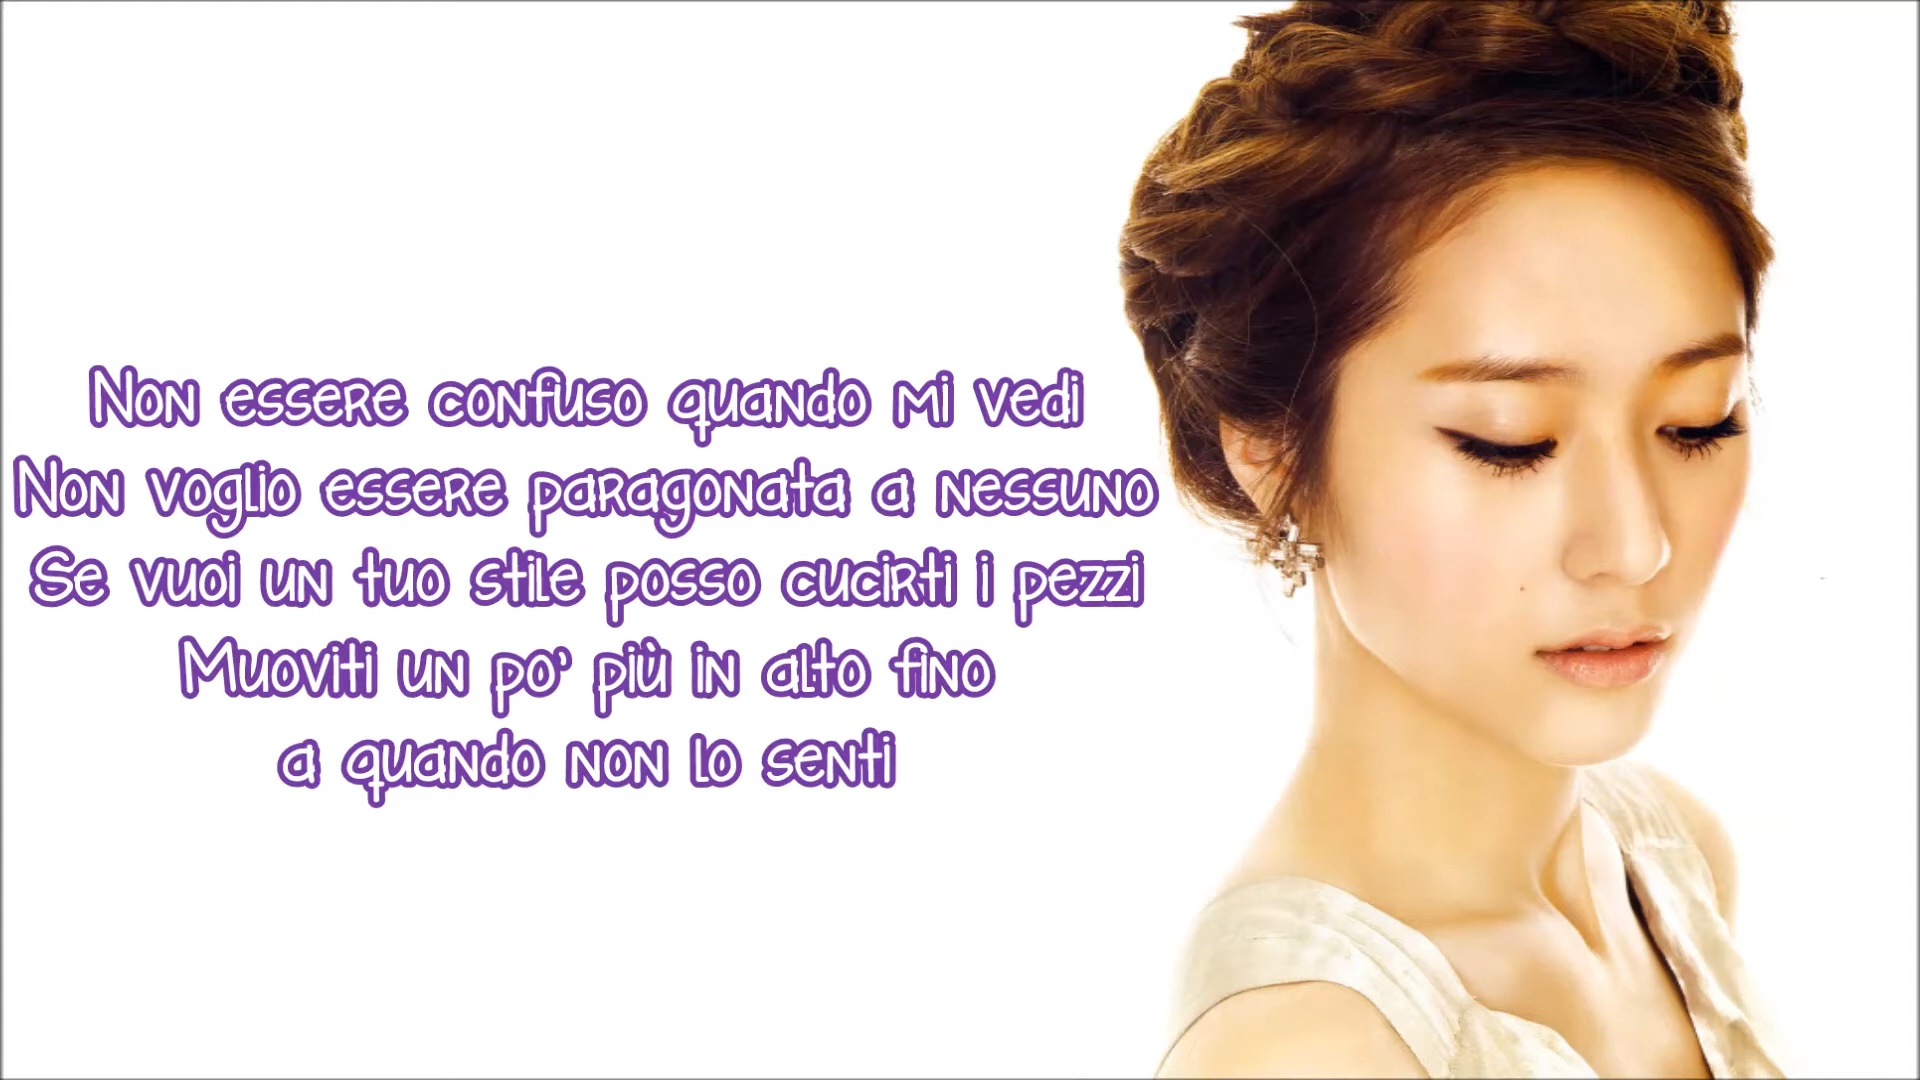 Non essere confuso quando mi vedi
Non voglio essere paragonata a nessuno
Se vuoi un tuo stile posso cucirti i pezzi
Muoviti un po' più in alto fino
a quando non lo senti